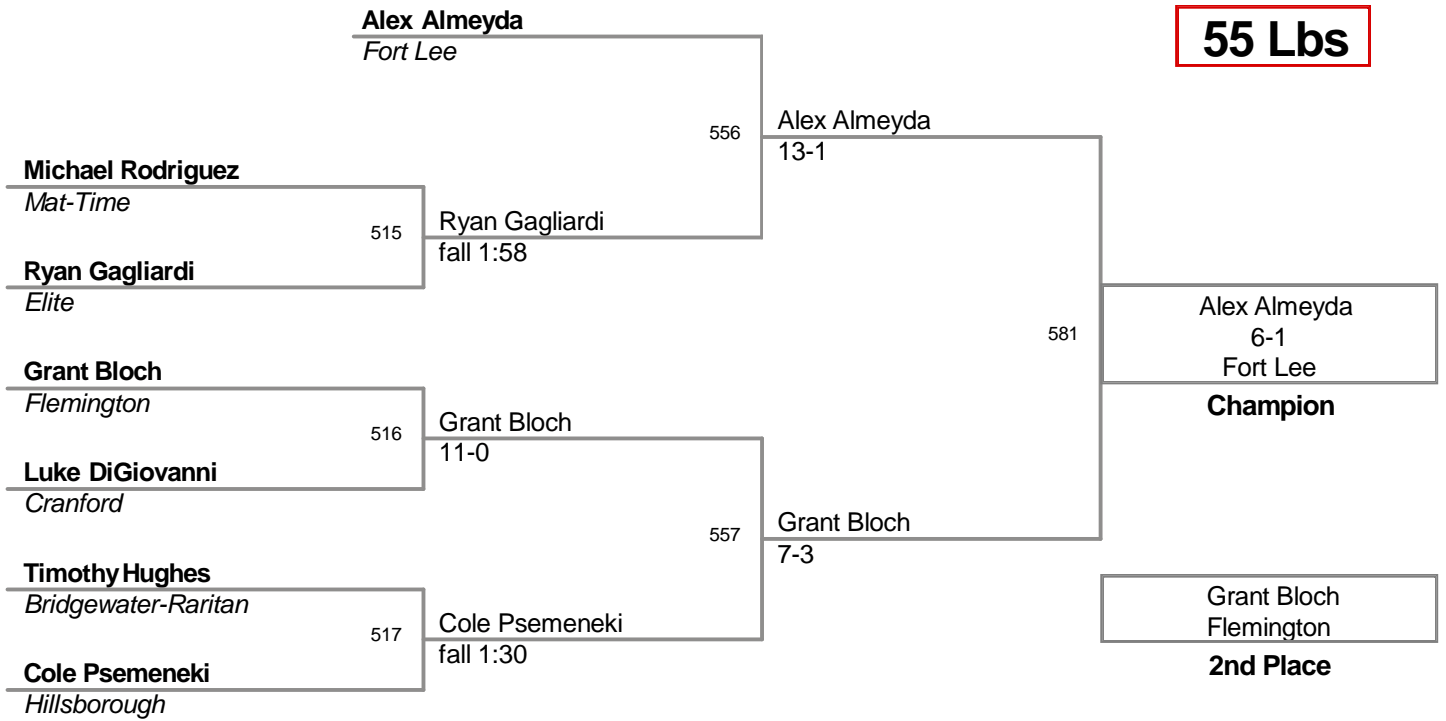 Alex Almeyda
Fort Lee
55 Lbs
556
Alex Almeyda
13-1
Michael Rodriguez
Mat-Time
515
Ryan Gagliardi
fall 1:58
Ryan Gagliardi
Elite
581
Alex Almeyda
6-1
Fort Lee
Champion
Grant Bloch
Flemington
516
Grant Bloch
11-0
Luke DiGiovanni
Cranford
557
Grant Bloch
7-3
Timothy Hughes
Bridgewater-Raritan
517
Cole Psemeneki
fall 1:30
Cole Psemeneki
Hillsborough
Grant Bloch
Flemington
2nd Place